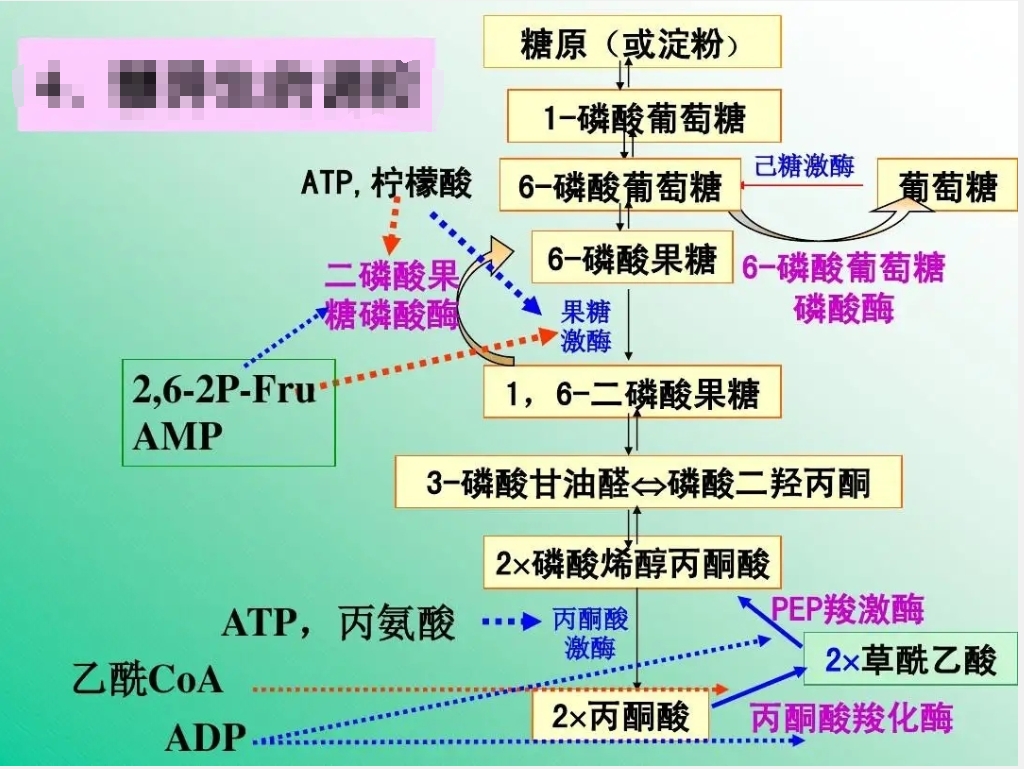 糖原（或淀粉）
1-磷酸葡萄糖
ATP,柠檬酸
6-磷酸葡萄糖
己糖激酶
葡萄糖
6-磷酸果糖
6-磷酸葡萄糖
磷酸酶
二磷酸果
糖磷酸酶
果糖
激酶
2,6-2P-Fru
AMP
1，6-二磷酸果糖
3-磷酸甘油醛⇔磷酸二羟丙酮
2×磷酸烯醇丙酮酸
ATP，丙氨酸
丙酮酸
激酶
PEP羧激酶
2×草酰乙酸
乙酰CoA
2×丙酮酸
丙酮酸羧化酶
ADP